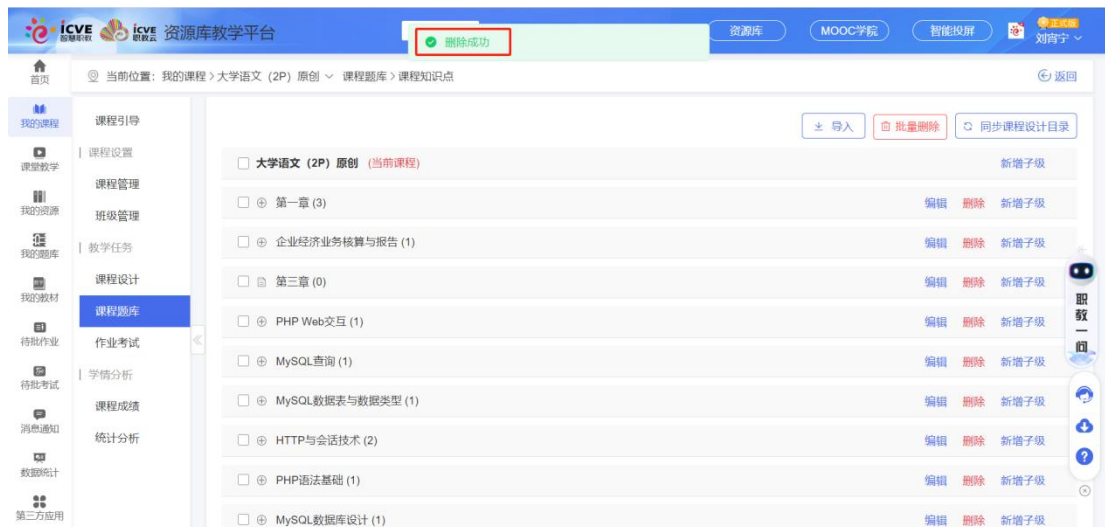 icve 智慧职教 icve 职教云 资源库教学平台
删除成功
资源库 MOOC学院 智能投屏 正式版 刘宵宁
首页
当前位置：我的课程 > 大学语文（2P）原创 课程题库 > 课程知识点 返回
我的课程
课堂教学
我的资源
我的题库
我的教材
待批作业
待批考试
消息通知
数据统计
第三方应用
课程引导
课程设置
课程管理
班级管理
教学任务
课程设计
课程题库
作业考试
学情分析
课程成绩
统计分析
导入 批量删除 同步课程设计目录
大学语文（2P）原创 (当前课程) 新增子级
第一章 (3) 编辑 删除 新增子级
企业经济业务核算与报告 (1) 编辑 删除 新增子级
第三章 (0) 编辑 删除 新增子级
PHP Web交互 (1) 编辑 删除 新增子级
MySQL查询 (1) 编辑 删除 新增子级
MySQL数据表与数据类型 (1) 编辑 删除 新增子级
HTTP与会话技术 (2) 编辑 删除 新增子级
PHP语法基础 (1) 编辑 删除 新增子级
MySQL数据库设计 (1) 编辑 删除 新增子级
职教一问